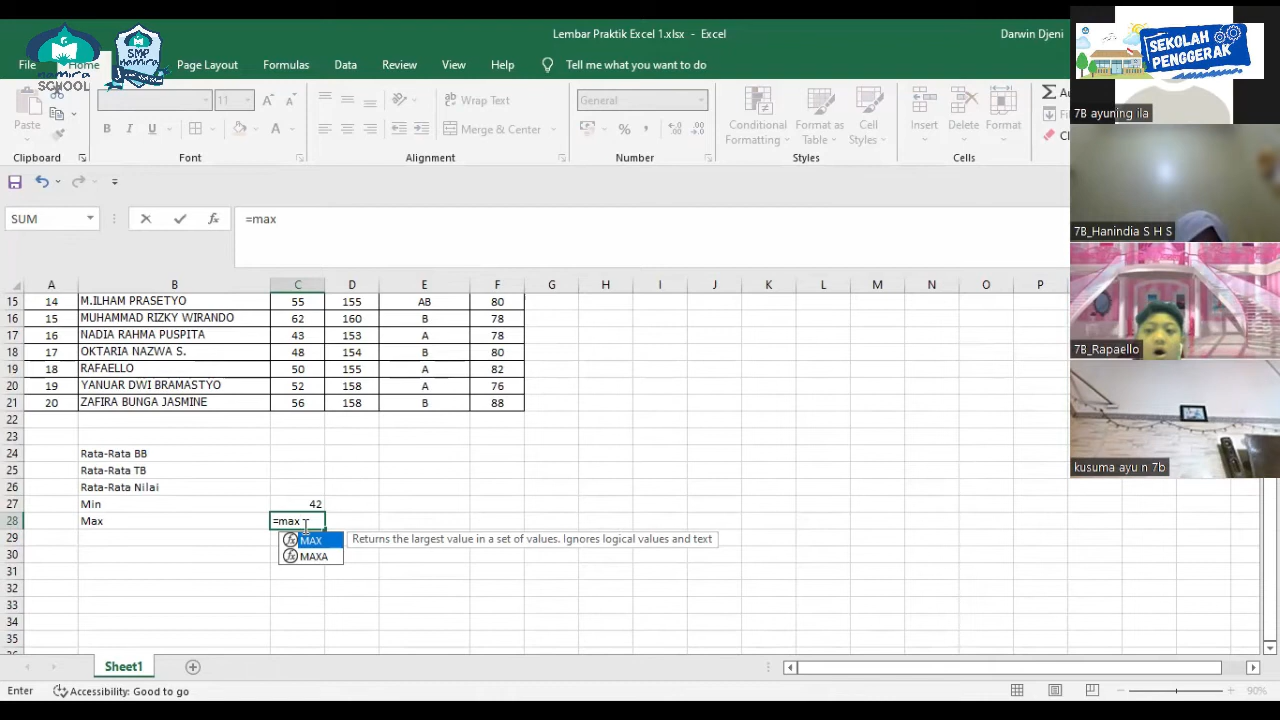 Lembar Praktik Excel 1.xlsx - Excel
Darwin Djeni
File Home Page Layout Formulas Data Review View Help Tell me what you want to do
SCHOOL
SMP
SEKOLAH
PENGGERAK
Paste
11
Wrap Text
General
Merge & Center
Conditional Formatting
Format as Table
Cell Styles
Insert Delete Format
Clipboard Font Alignment Number Styles Cells
SUM
=max
A B C D E F G H I J K L M N O P
15 14 M.ILHAM PRASETYO 55 155 AB 80
16 15 MUHAMMAD RIZKY WIRANDO 62 160 B 78
17 16 NADIA RAHMA PUSPITA 43 153 A 78
18 17 OKTARIA NAZWA S. 48 154 B 80
19 18 RAFAELLO 50 155 A 82
20 19 YANUAR DWI BRAMASTYO 52 158 A 76
21 20 ZAFIRA BUNGA JASMINE 56 158 B 88
22
23
24 Rata-Rata BB
25 Rata-Rata TB
26 Rata-Rata Nilai
27 Min 42
28 Max =max
29 MAX Returns the largest value in a set of values. Ignores logical values and text
30 MAXA
31
32
33
34
35
Sheet1
Enter Accessibility: Good to go 90%
7B ayuning ila
7B_Hanindia S H S
7B_Rapaello
kusuma ayu n 7b